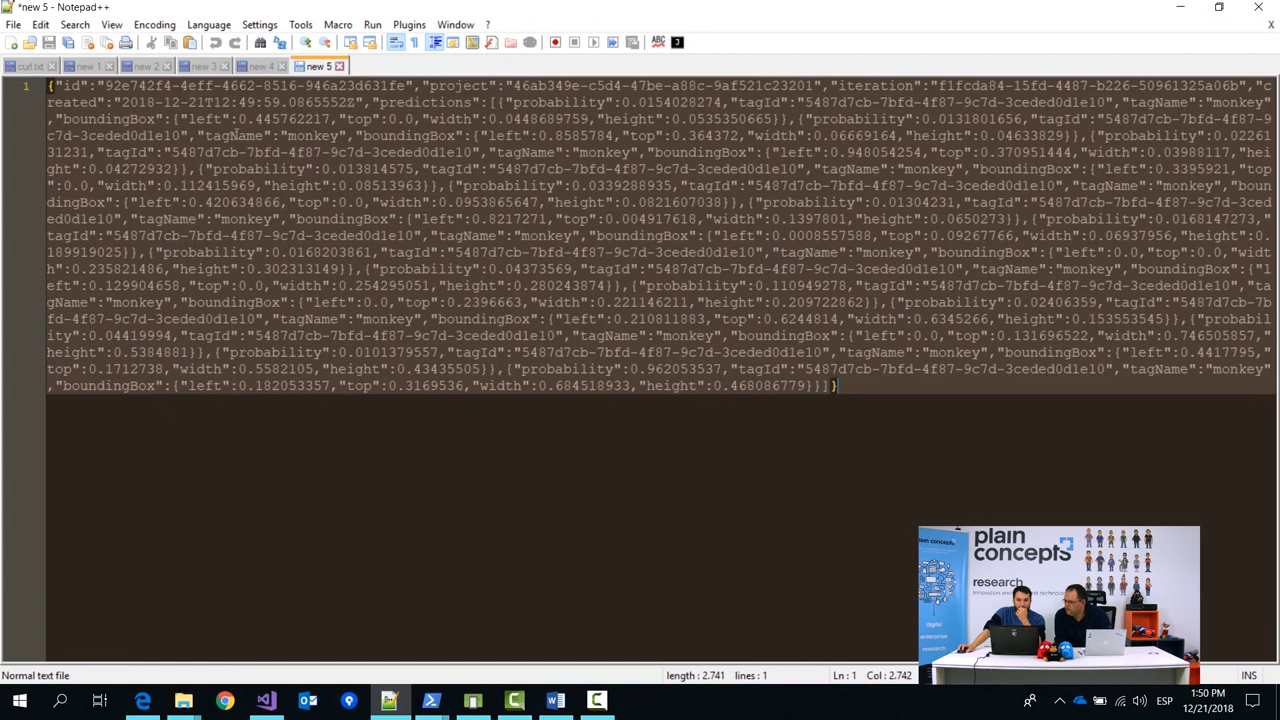 *new 5 - Notepad++
File Edit Search View Encoding Language Settings Tools Macro Run Plugins Window ?
curl.txt new 1 new 2 new 3 new 4 new 5
1 {"id":"92e742f4-4eff-4662-8516-946a23d631fe","project":"46ab349e-c5d4-47be-a88c-9af521c23201","iteration":"f1fcda84-15ee-4487-b226-50961325a06b","c
reated":"2018-12-21T12:49:59.0865552Z","predictions":[{"probability":0.0154028274,"tagId":"5487d7cb-7bfd-4f87-9c7d-3ceded0d1e10","tagName":"monkey"
,"boundingBox":{"left":0.445762217,"top":0.0,"width":0.0448689759,"height":0.0535350665}},{"probability":0.0131801656,"tagId":"5487d7cb-7bfd-4f87-9
c7d-3ceded0d1e10","tagName":"monkey","boundingBox":{"left":0.8585784,"top":0.364372,"width":0.06669164,"height":0.04633829}},{"probability":0.02261
31231,"tagId":"5487d7cb-7bfd-4f87-9c7d-3ceded0d1e10","tagName":"monkey","boundingBox":{"left":0.948054254,"top":0.370951444,"width":0.03988117,"hei
ght":0.04272932}},{"probability":0.013814575,"tagId":"5487d7cb-7bfd-4f87-9c7d-3ceded0d1e10","tagName":"monkey","boundingBox":{"left":0.3395921,"top
":0.0,"width":0.112415969,"height":0.08513963}},{"probability":0.0339288935,"tagId":"5487d7cb-7bfd-4f87-9c7d-3ceded0d1e10","tagName":"monkey","boun
dingBox":{"left":0.420634866,"top":0.0,"width":0.0953865647,"height":0.0821607038}},{"probability":0.01304231,"tagId":"5487d7cb-7bfd-4f87-9c7d-3ced
ed0d1e10","tagName":"monkey","boundingBox":{"left":0.8217271,"top":0.004917618,"width":0.1397801,"height":0.0650273}},{"probability":0.0168147273,"
tagId":"5487d7cb-7bfd-4f87-9c7d-3ceded0d1e10","tagName":"monkey","boundingBox":{"left":0.0008557588,"top":0.09267766,"width":0.06937956,"height":0.
189919025}},{"probability":0.0168203861,"tagId":"5487d7cb-7bfd-4f87-9c7d-3ceded0d1e10","tagName":"monkey","boundingBox":{"left":0.0,"top":0.0,"widt
h":0.235821486,"height":0.302313149}},{"probability":0.04373569,"tagId":"5487d7cb-7bfd-4f87-9c7d-3ceded0d1e10","tagName":"monkey","boundingBox":{"l
eft":0.129904658,"top":0.0,"width":0.254295051,"height":0.280243874}},{"probability":0.110949278,"tagId":"5487d7cb-7bfd-4f87-9c7d-3ceded0d1e10","ta
gName":"monkey","boundingBox":{"left":0.0,"top":0.2396663,"width":0.221146211,"height":0.209722862}},{"probability":0.02406359,"tagId":"5487d7cb-7b
fd-4f87-9c7d-3ceded0d1e10","tagName":"monkey","boundingBox":{"left":0.210811883,"top":0.6244814,"width":0.6345266,"height":0.153553545}},{"probabil
ity":0.04419994,"tagId":"5487d7cb-7bfd-4f87-9c7d-3ceded0d1e10","tagName":"monkey","boundingBox":{"left":0.0,"top":0.131696522,"width":0.746505857,"
height":0.5384881}},{"probability":0.0101379557,"tagId":"5487d7cb-7bfd-4f87-9c7d-3ceded0d1e10","tagName":"monkey","boundingBox":{"left":0.4417795,"
top":0.1712738,"width":0.5582105,"height":0.43435505}},{"probability":0.962053537,"tagId":"5487d7cb-7bfd-4f87-9c7d-3ceded0d1e10","tagName":"monkey"
,"boundingBox":{"left":0.182053357,"top":0.3169536,"width":0.684518933,"height":0.468086779}}]}
plain
concepts
research
digital
enterprise
research
Normal text file length : 2.741 lines : 1 Ln : 1 Col : 2.742 INS
ESP 1:50 PM
12/21/2018